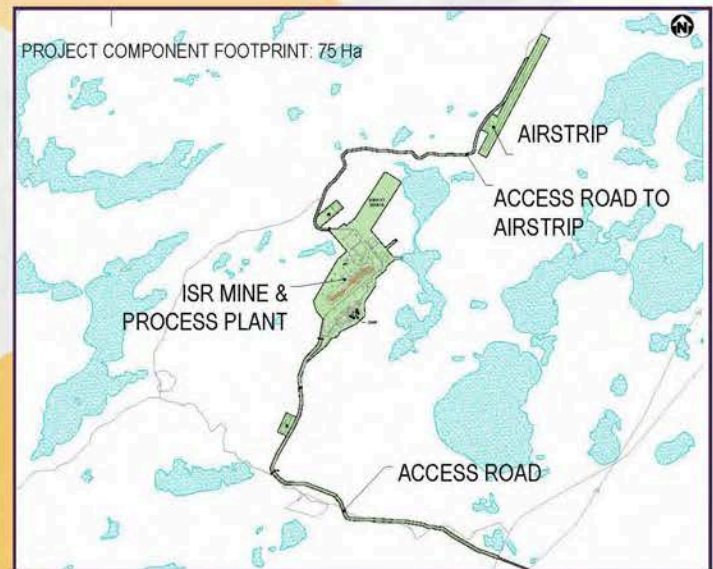 N
PROJECT COMPONENT FOOTPRINT: 75 Ha
AIRSTRIP
ACCESS ROAD TO
AIRSTRIP
ISR MINE &
PROCESS PLANT
ACCESS ROAD